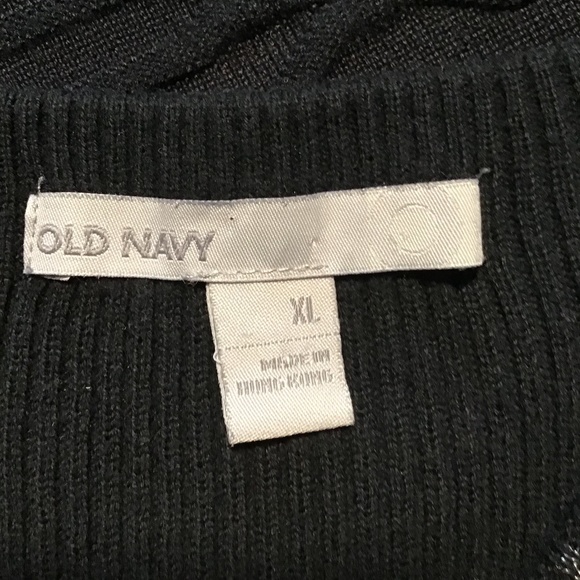 OLD NAVY
XL
MADE IN
HONG KONG